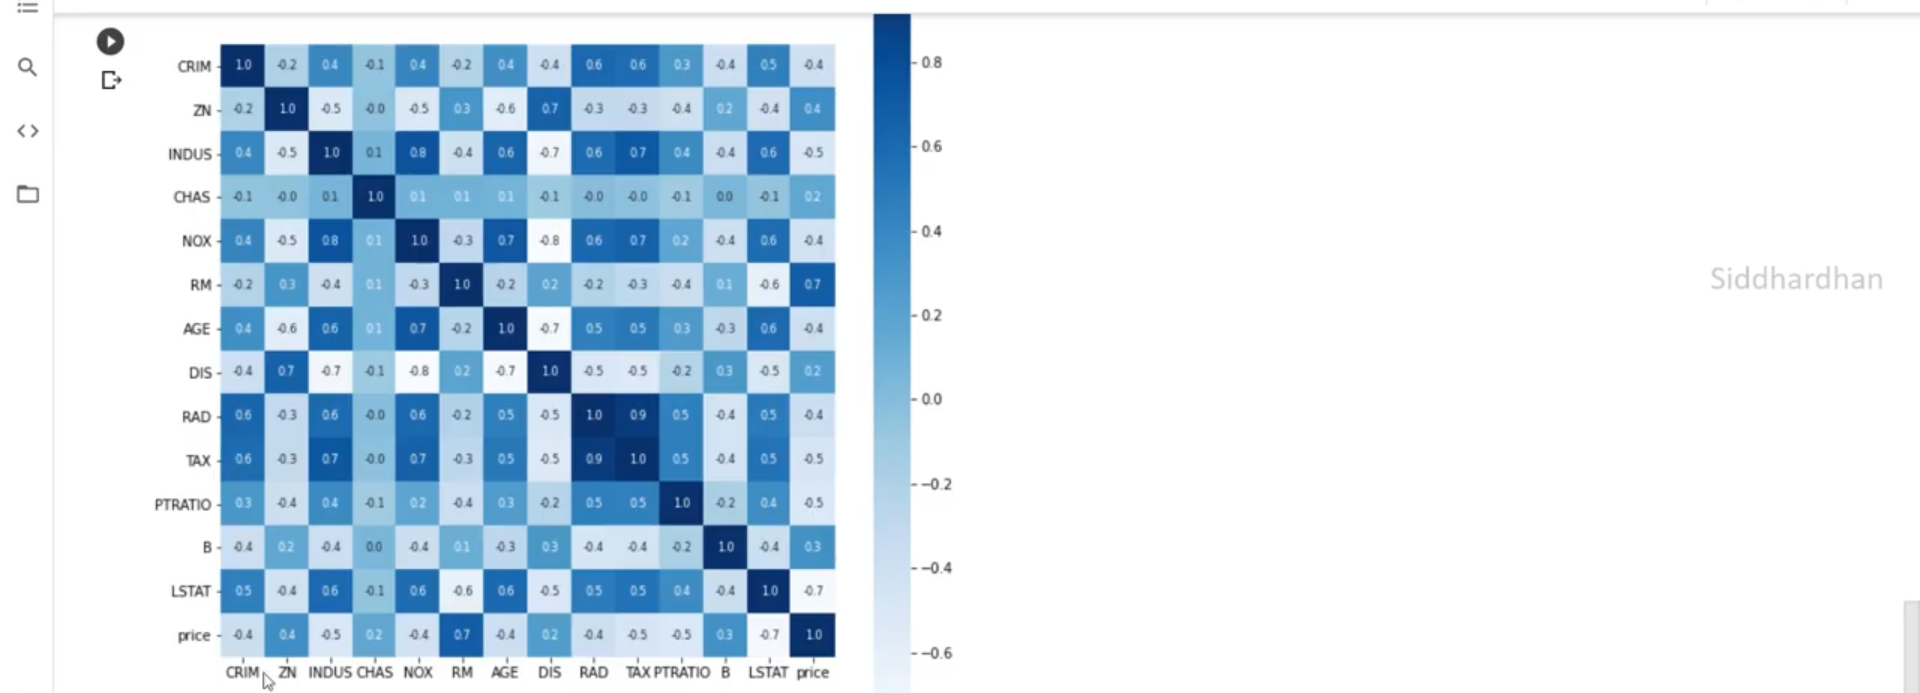 CRIM 1.0 -0.2 0.4 -0.1 0.4 -0.2 0.4 -0.4 0.6 0.6 0.3 -0.4 0.5 -0.4
ZN -0.2 1.0 -0.5 -0.0 -0.5 0.3 -0.6 0.7 -0.3 -0.3 -0.4 0.2 -0.4 0.4
INDUS 0.4 -0.5 1.0 0.1 0.8 -0.4 0.6 -0.7 0.6 0.7 0.4 -0.4 0.6 -0.5
CHAS -0.1 -0.0 0.1 1.0 0.1 0.1 0.1 -0.1 -0.0 -0.0 -0.1 0.0 -0.1 0.2
NOX 0.4 -0.5 0.8 0.1 1.0 -0.3 0.7 -0.8 0.6 0.7 0.2 -0.4 0.6 -0.4
RM -0.2 0.3 -0.4 0.1 -0.3 1.0 -0.2 0.2 -0.2 -0.3 -0.4 0.1 -0.6 0.7
AGE 0.4 -0.6 0.6 0.1 0.7 -0.2 1.0 -0.7 0.5 0.5 0.3 -0.3 0.6 -0.4
DIS -0.4 0.7 -0.7 -0.1 -0.8 0.2 -0.7 1.0 -0.5 -0.5 -0.2 0.3 -0.5 0.2
RAD 0.6 -0.3 0.6 -0.0 0.6 -0.2 0.5 -0.5 1.0 0.9 0.5 -0.4 0.5 -0.4
TAX 0.6 -0.3 0.7 -0.0 0.7 -0.3 0.5 -0.5 0.9 1.0 0.5 -0.4 0.5 -0.5
PTRATIO 0.3 -0.4 0.4 -0.1 0.2 -0.4 0.3 -0.2 0.5 0.5 1.0 -0.2 0.4 -0.5
B -0.4 0.2 -0.4 0.0 -0.4 0.1 -0.3 0.3 -0.4 -0.4 -0.2 1.0 -0.4 0.3
LSTAT 0.5 -0.4 0.6 -0.1 0.6 -0.6 0.6 -0.5 0.5 0.5 0.4 -0.4 1.0 -0.7
price -0.4 0.4 -0.5 0.2 -0.4 0.7 -0.4 0.2 -0.4 -0.5 -0.5 0.3 -0.7 1.0
CRIM ZN INDUS CHAS NOX RM AGE DIS RAD TAX PTRATIO B LSTAT price
0.8
0.6
0.4
0.2
0.0
−0.2
−0.4
−0.6
Siddhardhan